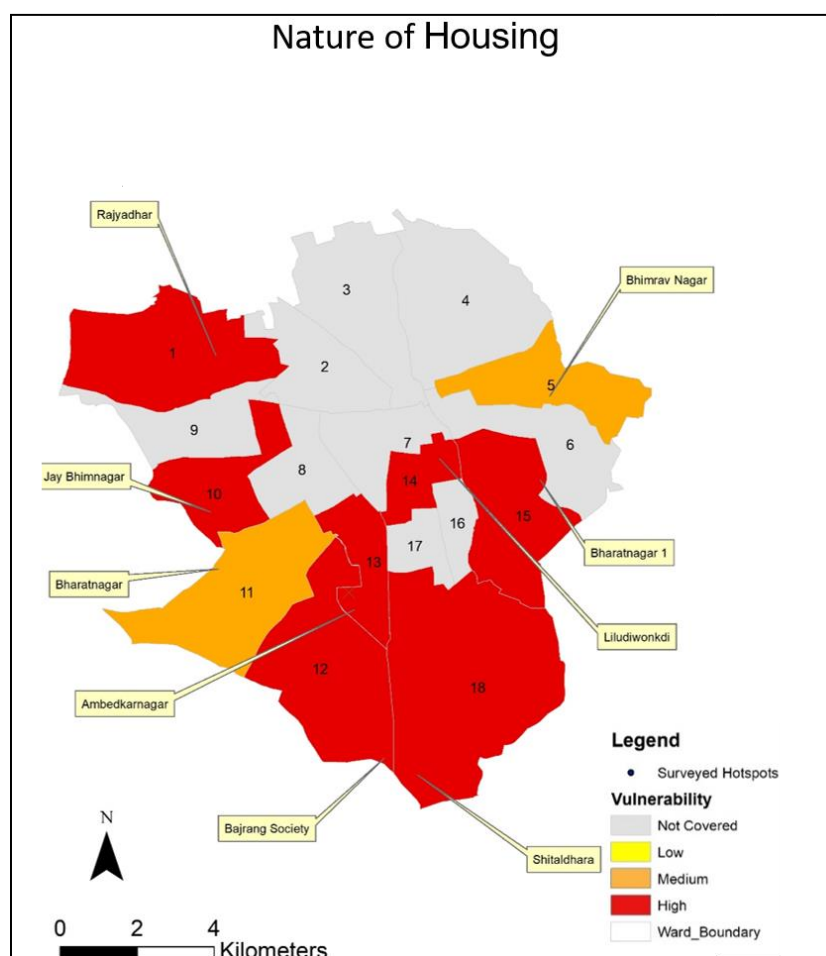 Nature of Housing
Rajyadhar
3
4
Bhimrav Nagar
1
2
5
9
7
6
8
Jay Bhimnagar
10
14
15
16
17
13
Bharatnagar 1
Bharatnagar
11
Liludiwonkdi
12
18
Ambedkarnagar
Legend
Surveyed Hotspots
Vulnerability
N
Bajrang Society
Not Covered
Shitaldhara
Low
Medium
High
0 2 4
Kilometers
Ward_Boundary